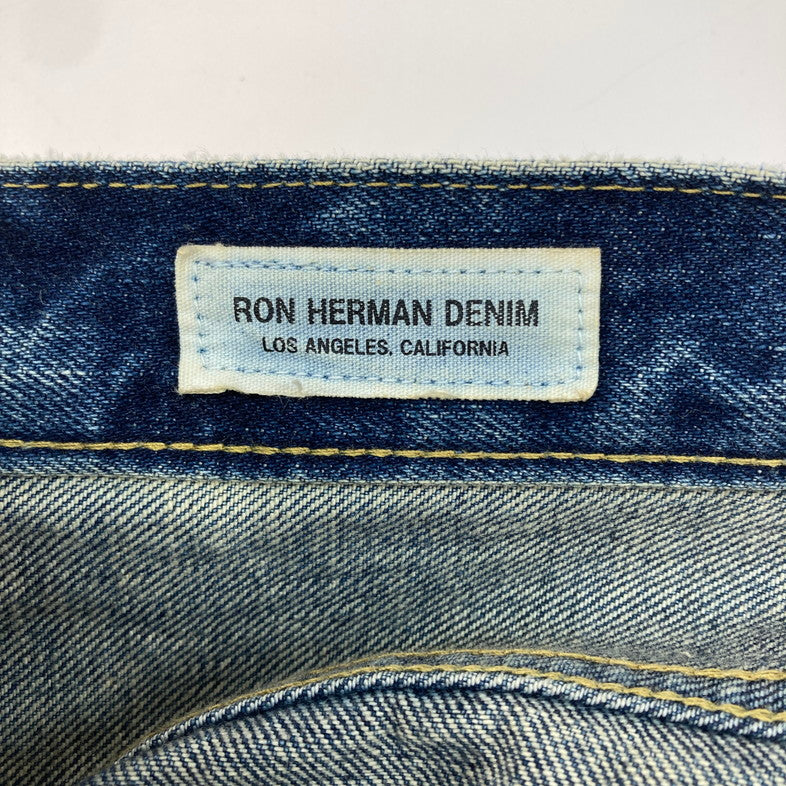 RON HERMAN DENIM
LOS ANGELES, CALIFORNIA